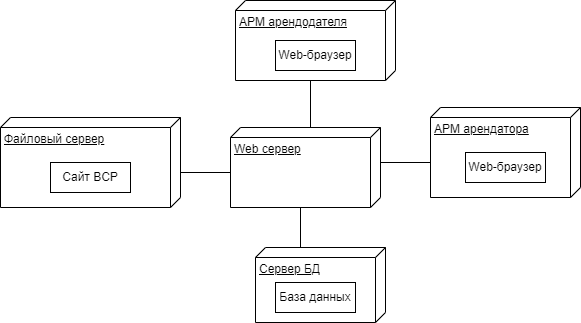 АРМ арендодателя
Web-браузер
Файловый сервер
Сайт ВСР
Web сервер
АРМ арендатора
Web-браузер
Сервер БД
База данных